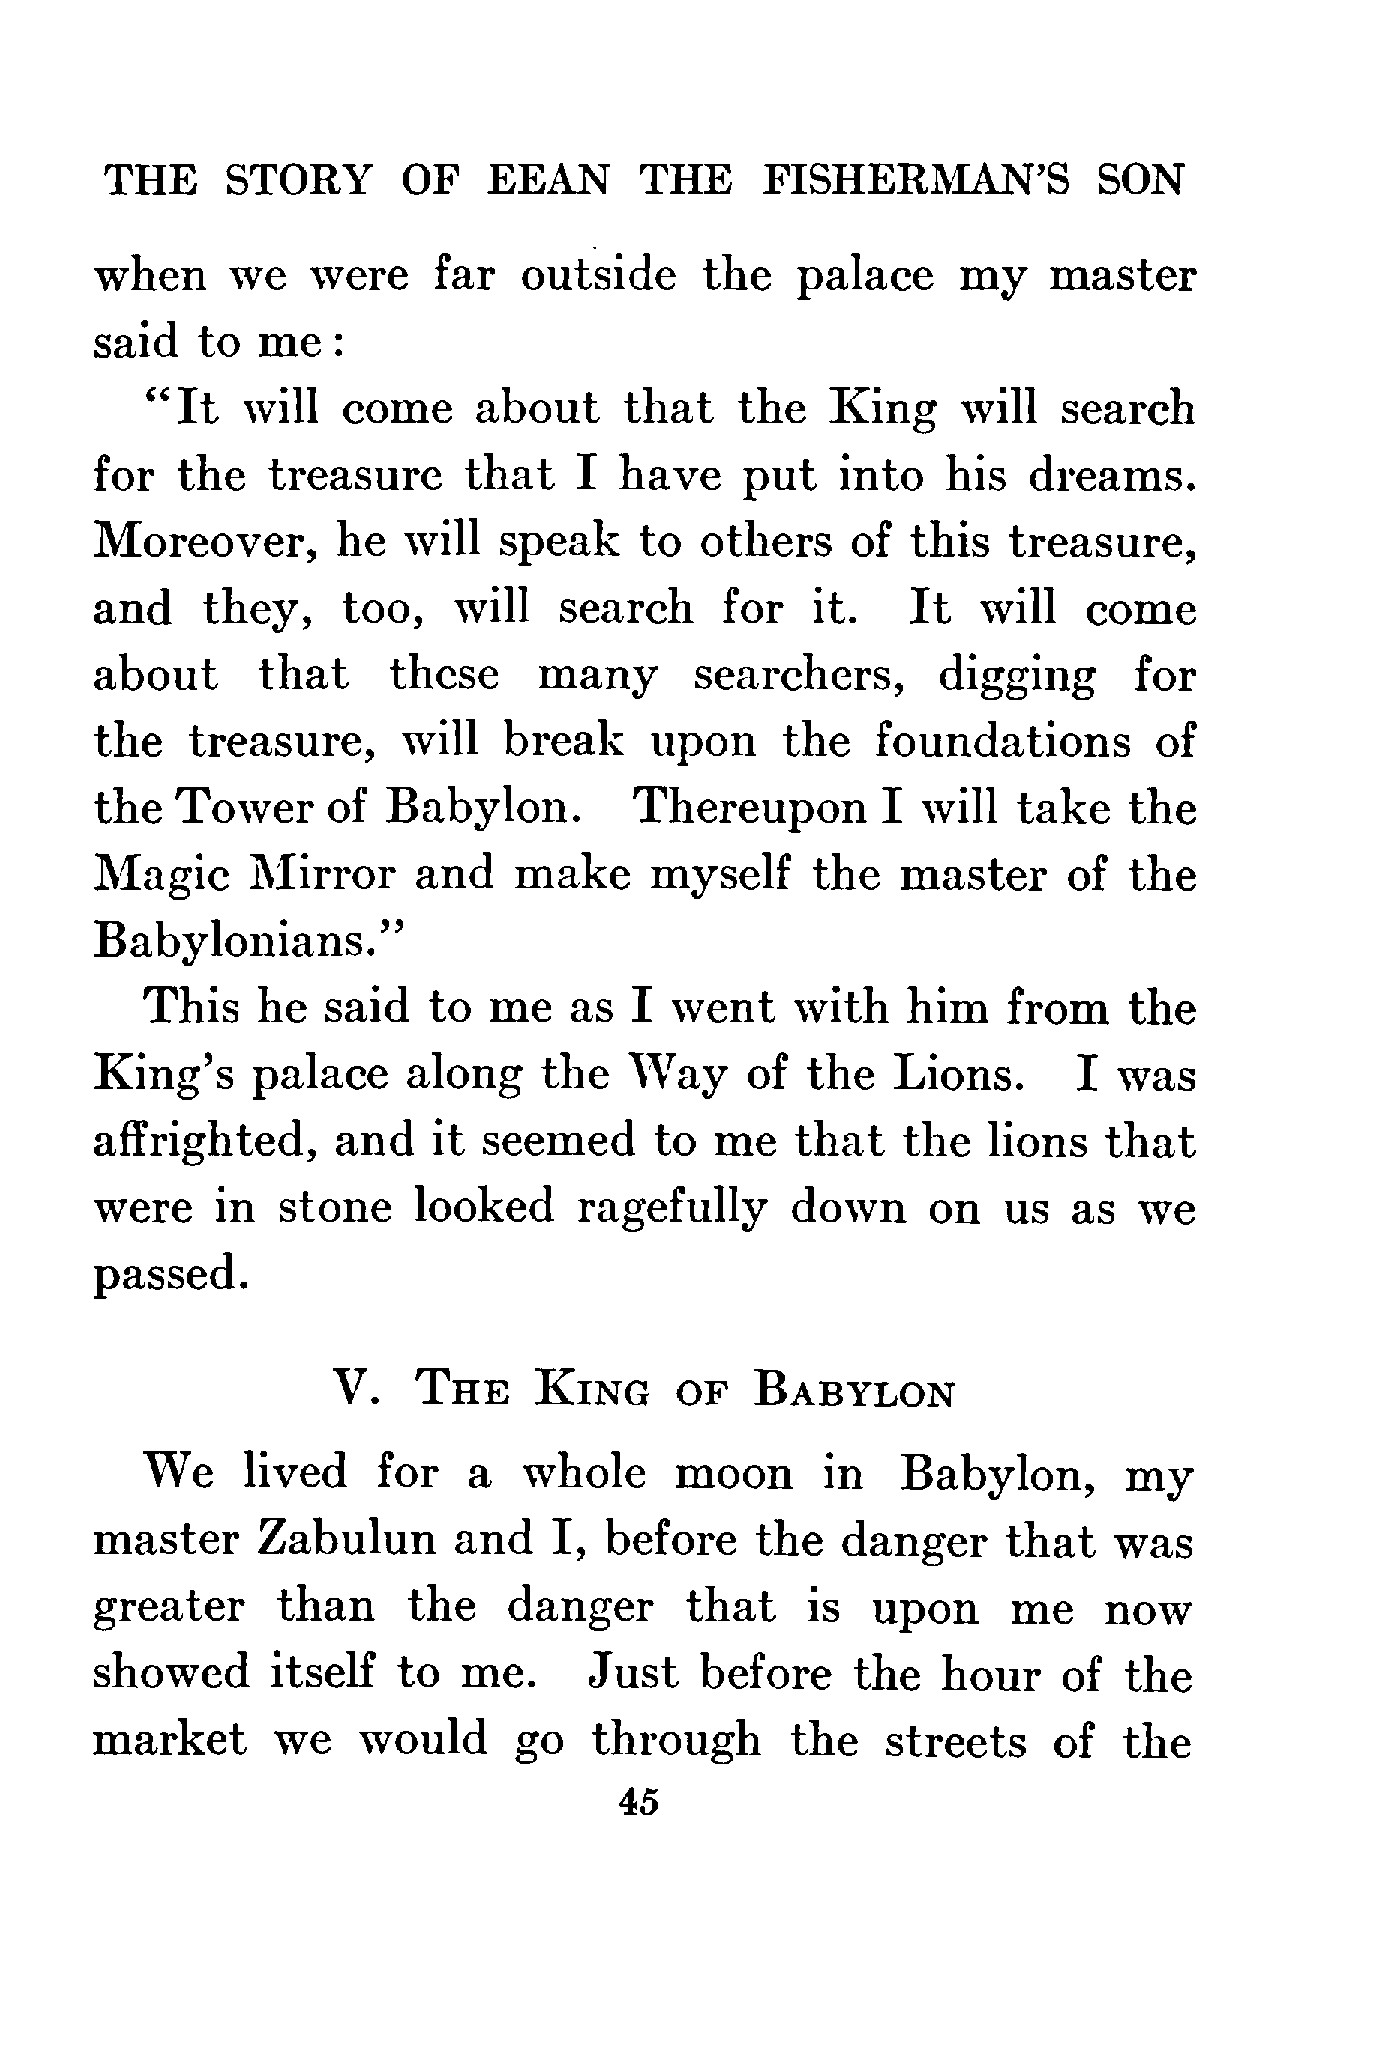 THE STORY OF EEAN THE FISHERMAN'S SON
when we were far outside the palace my master
said to me :
“It will come about that the King will search
for the treasure that I have put into his dreams.
Moreover, he will speak to others of this treasure,
and they, too, will search for it. It will come
about that these many searchers, digging for
the treasure, will break upon the foundations of
the Tower of Babylon. Thereupon I will take the
Magic Mirror and make myself the master of the
Babylonians.”
This he said to me as I went with him from the
King's palace along the Way of the Lions. I was
affrighted, and it seemed to me that the lions that
were in stone looked ragefully down on us as we
passed.
V. THE KING OF BABYLON
We lived for a whole moon in Babylon, my
master Zabulun and I, before the danger that was
greater than the danger that is upon me now
showed itself to me. Just before the hour of the
market we would go through the streets of the
45